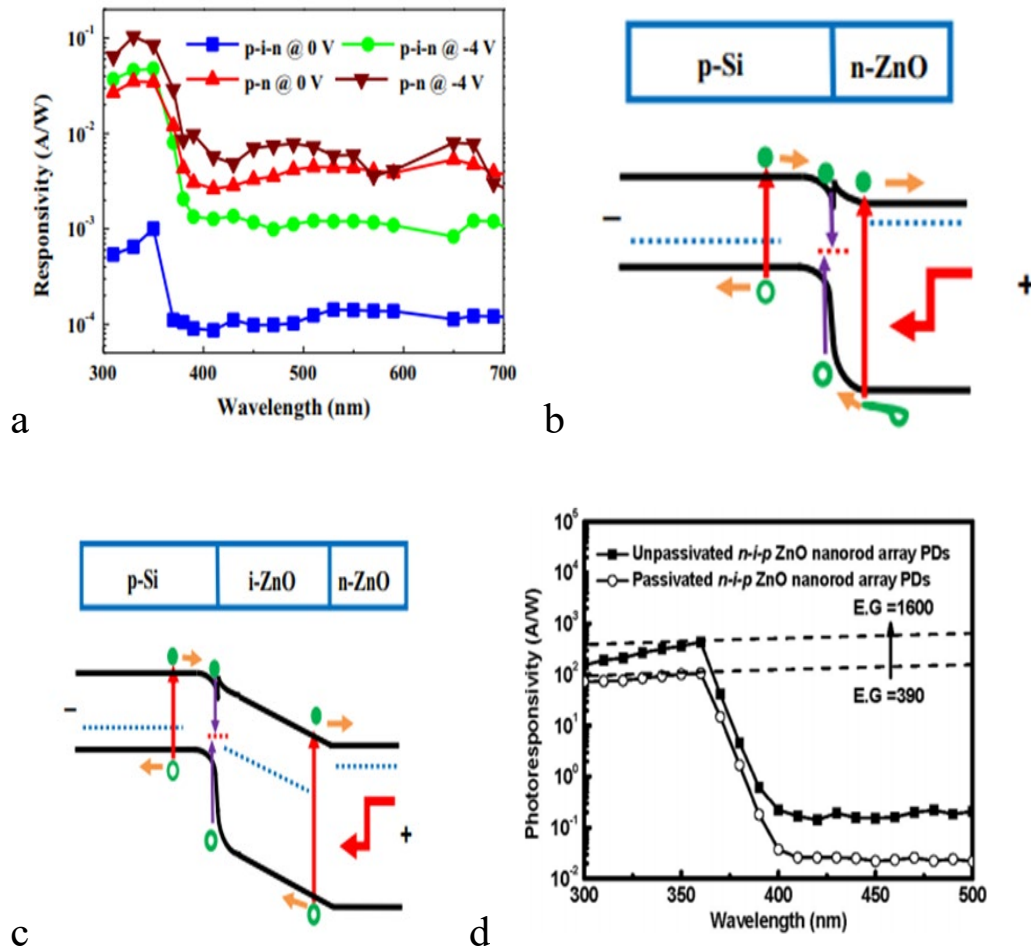 10⁻¹
10⁻²
10⁻³
10⁻⁴
Responsivity (A/W)
p-i-n @ 0 V
p-i-n @ -4 V
p-n @ 0 V
p-n @ -4 V
300
400
500
600
700
Wavelength (nm)
a
p-Si
n-ZnO
–
+
b
p-Si
i-ZnO
n-ZnO
–
+
c
10⁵
10⁴
10³
10²
10¹
10⁰
10⁻¹
10⁻²
Photoresponsivity (A/W)
Unpassivated n-i-p ZnO nanorod array PDs
Passivated n-i-p ZnO nanorod array PDs
E.G =1600
E.G =390
300
350
400
450
500
Wavelength (nm)
d